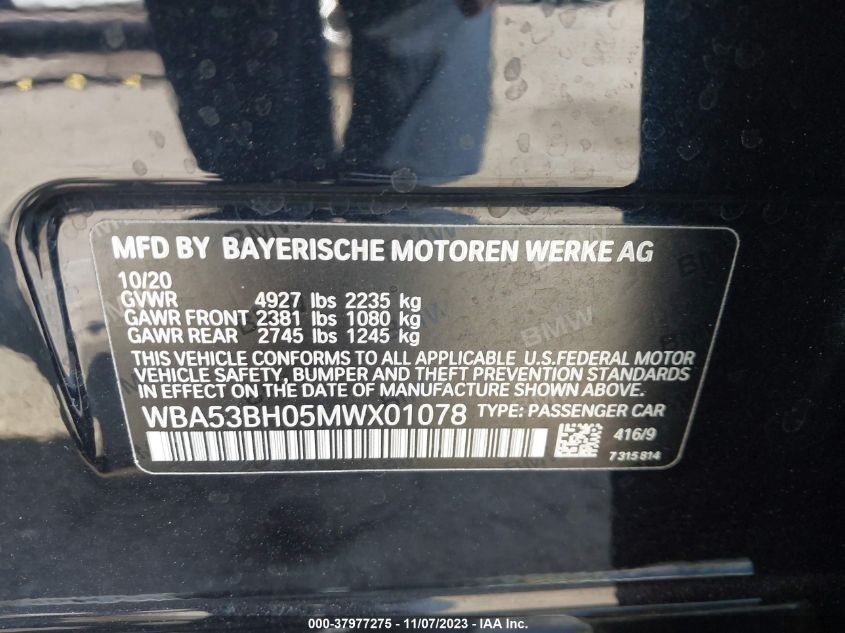 MFD BY BAYERISCHE MOTOREN WERKE AG
10/20
GVWR 4927 lbs 2235 kg
GAWR FRONT 2381 lbs 1080 kg
GAWR REAR 2745 lbs 1245 kg
THIS VEHICLE CONFORMS TO ALL APPLICABLE U.S.FEDERAL MOTOR
VEHICLE SAFETY, BUMPER AND THEFT PREVENTION STANDARDS
IN EFFECT ON THE DATE OF MANUFACTURE SHOWN ABOVE.
WBA53BH05MWX01078 TYPE: PASSENGER CAR
416/9
7315814
BMW
000-37977275 - 11/07/2023 - IAA Inc.